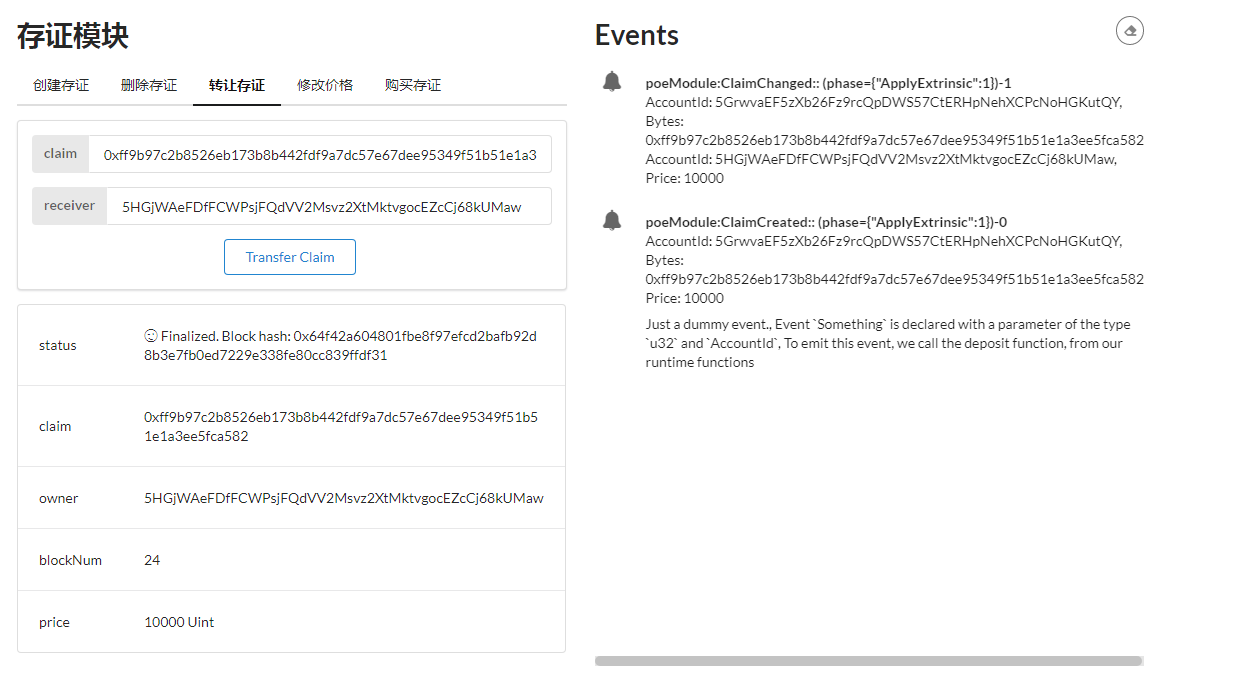 存证模块
创建存证 删除存证 转让存证 修改价格 购买存证
claim 0xff9b97c2b8526eb173b8b442fdf9a7dc57e67dee95349f51b51e1a3
receiver 5HGjWAeFDfFCWPsjFQdVV2Msvz2XtMktvgocEZcCj68kUMaw
Transfer Claim
status Finalized. Block hash: 0x64f42a604801fbe8f97efcd2bafb92d
8b3e7fb0ed7229e338fe80cc839ffdf31
claim 0xff9b97c2b8526eb173b8b442fdf9a7dc57e67dee95349f51b5
1e1a3ee5fca582
owner 5HGjWAeFDfFCWPsjFQdVV2Msvz2XtMktvgocEZcCj68kUMaw
blockNum 24
price 10000 Uint
Events
poeModule:ClaimChanged:: (phase={"ApplyExtrinsic":1})-1
AccountId: 5GrwvaEF5zXb26Fz9rcQpDWS57CtERHpNehXCPcNoHGKutQY,
Bytes:
0xff9b97c2b8526eb173b8b442fdf9a7dc57e67dee95349f51b51e1a3ee5fca582
AccountId: 5HGjWAeFDfFCWPsjFQdVV2Msvz2XtMktvgocEZcCj68kUMaw,
Price: 10000
poeModule:ClaimCreated:: (phase={"ApplyExtrinsic":1})-0
AccountId: 5GrwvaEF5zXb26Fz9rcQpDWS57CtERHpNehXCPcNoHGKutQY,
Bytes:
0xff9b97c2b8526eb173b8b442fdf9a7dc57e67dee95349f51b51e1a3ee5fca582
Price: 10000
Just a dummy event., Event `Something` is declared with a parameter of the type
`u32` and `AccountId`, To emit this event, we call the deposit function, from our
runtime functions